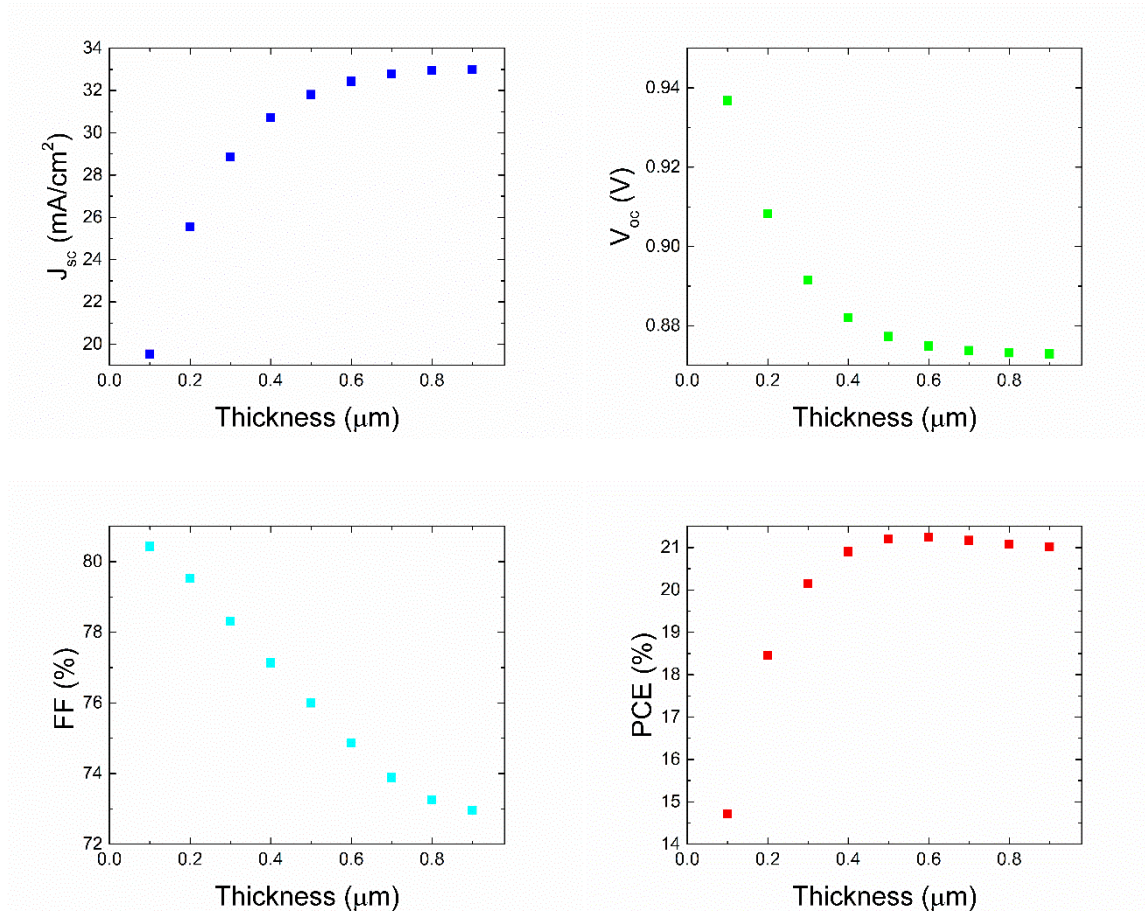 34
32
30
28
26
24
22
20
J_sc (mA/cm²)
0.0 0.2 0.4 0.6 0.8
Thickness (μm)
0.94
0.92
0.90
0.88
V_oc (V)
0.0 0.2 0.4 0.6 0.8
Thickness (μm)
80
78
76
74
72
FF (%)
0.0 0.2 0.4 0.6 0.8
Thickness (μm)
21
20
19
18
17
16
15
14
PCE (%)
0.0 0.2 0.4 0.6 0.8
Thickness (μm)